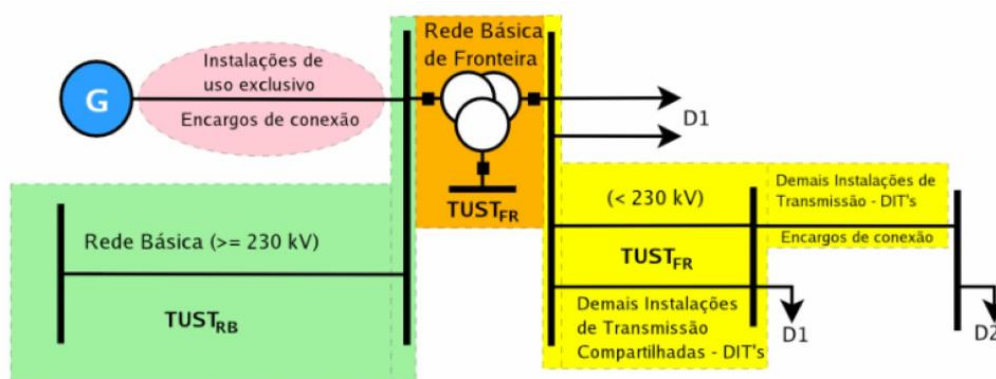 Rede Básica
de Fronteira
Instalações de
uso exclusivo
G
Encargos de conexão
D1
TUST_FR
(< 230 kV)
Demais Instalações de
Transmissão - DIT's
Encargos de conexão
Rede Básica (>= 230 kV)
TUST_FR
TUST_RB
Demais Instalações
de Transmissão
Compartilhadas - DIT's
D1
D2